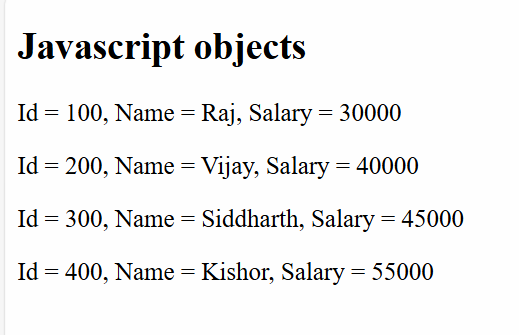 Javascript objects
Id = 100, Name = Raj, Salary = 30000
Id = 200, Name = Vijay, Salary = 40000
Id = 300, Name = Siddharth, Salary = 45000
Id = 400, Name = Kishor, Salary = 55000